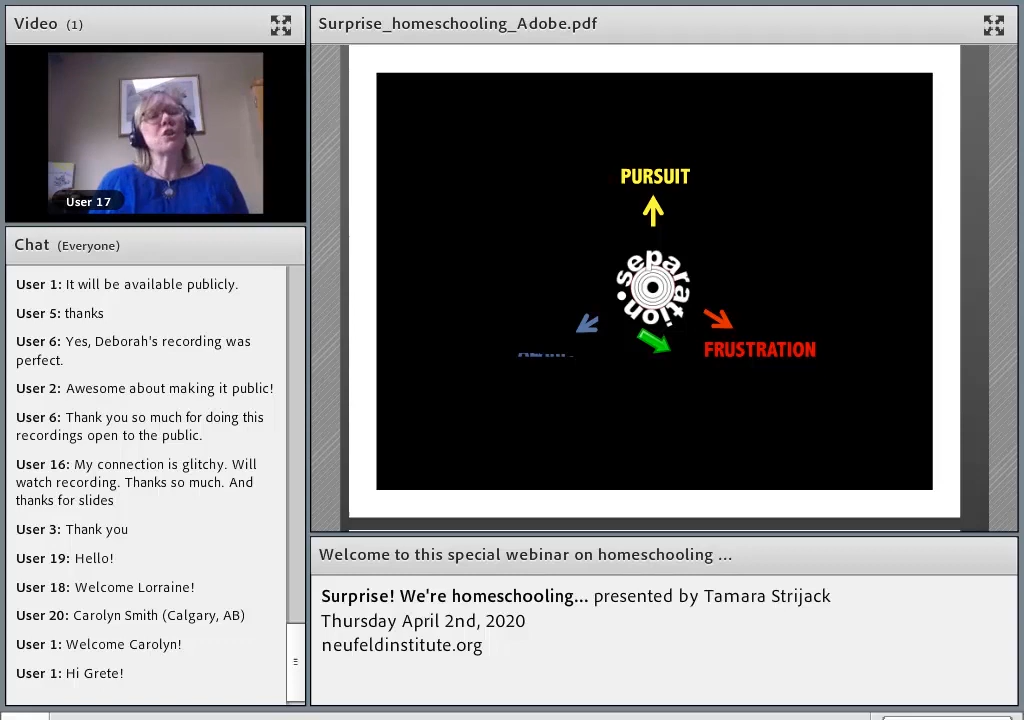 Video (1)
User 17
Chat (Everyone)
User 1: It will be available publicly.
User 5: thanks
User 6: Yes, Deborah's recording was
perfect.
User 2: Awesome about making it public!
User 6: Thank you so much for doing this
recordings open to the public.
User 16: My connection is glitchy. Will
watch recording. Thanks so much. And
thanks for slides
User 3: Thank you
User 19: Hello!
User 18: Welcome Lorraine!
User 20: Carolyn Smith (Calgary, AB)
User 1: Welcome Carolyn!
User 1: Hi Grete!
Surprise_homeschooling_Adobe.pdf
PURSUIT
separation
FRUSTRATION
Welcome to this special webinar on homeschooling ...
Surprise! We're homeschooling... presented by Tamara Strijack
Thursday April 2nd, 2020
neufeldinstitute.org